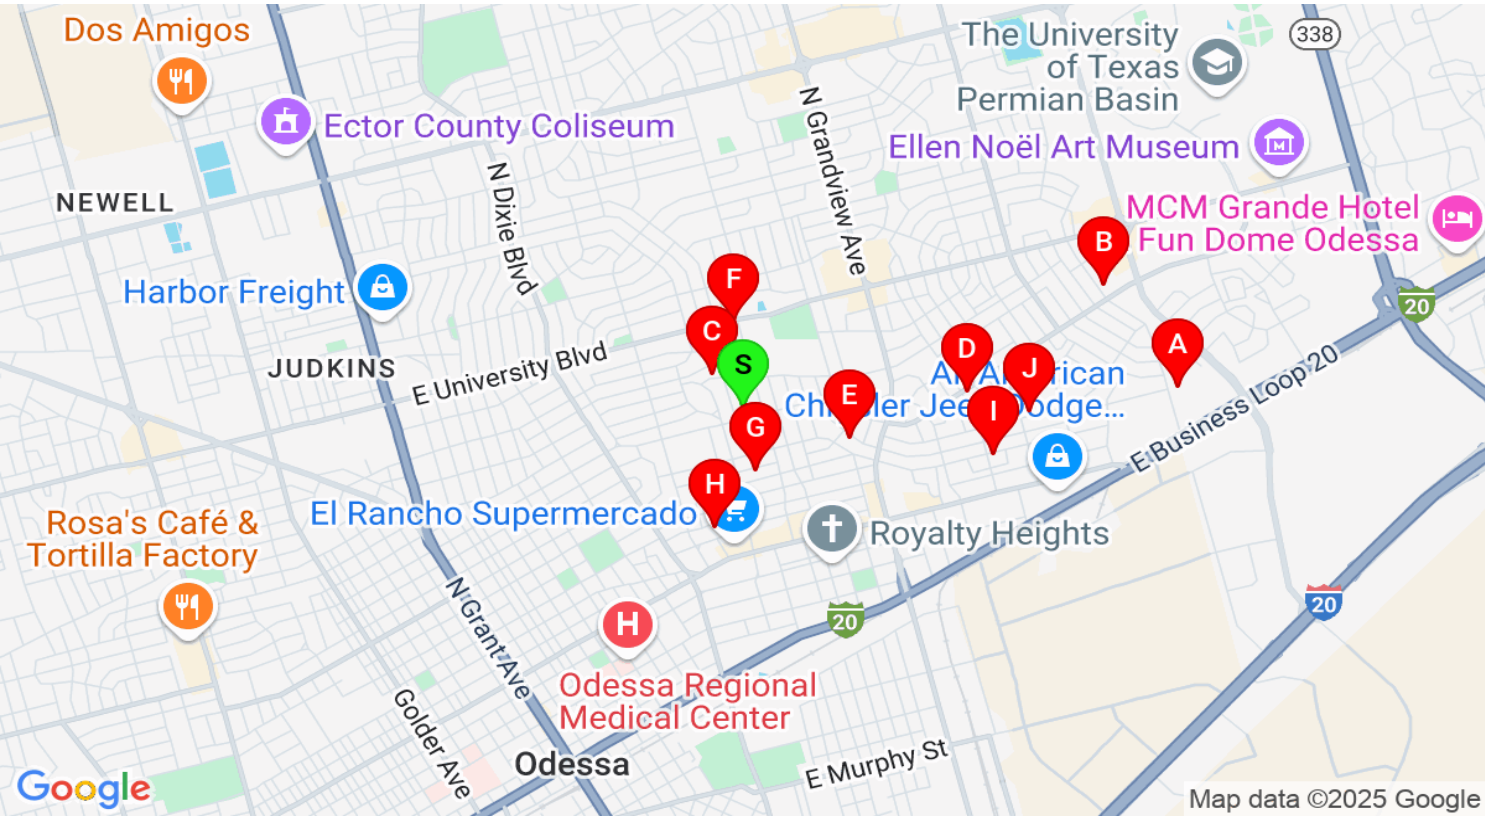 Dos Amigos
The University
of Texas
Permian Basin
338
N Grandview Ave
Ector County Coliseum
Ellen Noël Art Museum
N Dixie Blvd
NEWELL
MCM Grande Hotel
Fun Dome Odessa
B
F
Harbor Freight
20
C
A
D
S
J
JUDKINS
E University Blvd
E
I
G
E Business Loop 20
H
El Rancho Supermercado
Royalty Heights
Rosa's Café &
Tortilla Factory
20
20
N Grant Ave
H
Odessa Regional
Medical Center
Golder Ave
Odessa
E Murphy St
Google
Map data ©2025 Google